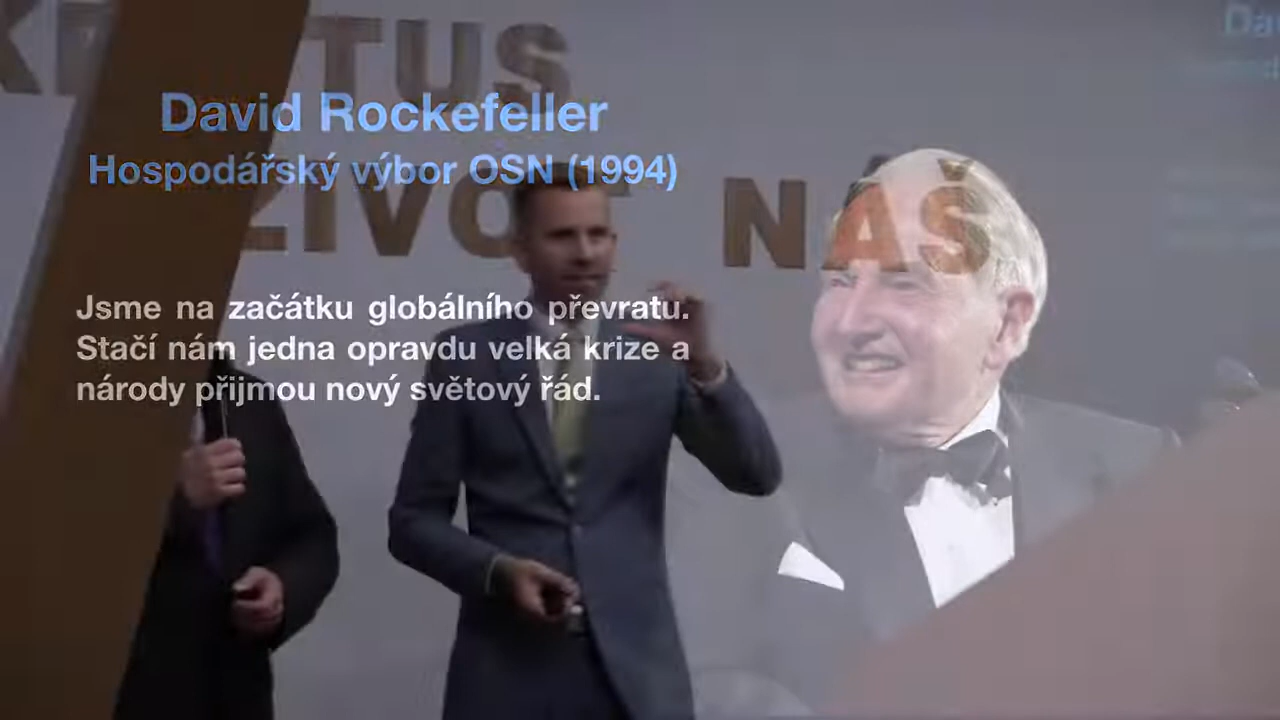 TUS
David Rockefeller
Hospodářský výbor OSN (1994)
ŽIVOT NÁŠ
Jsme na začátku globálního převratu.
Stačí nám jedna opravdu velká krize a
národy přijmou nový světový řád.